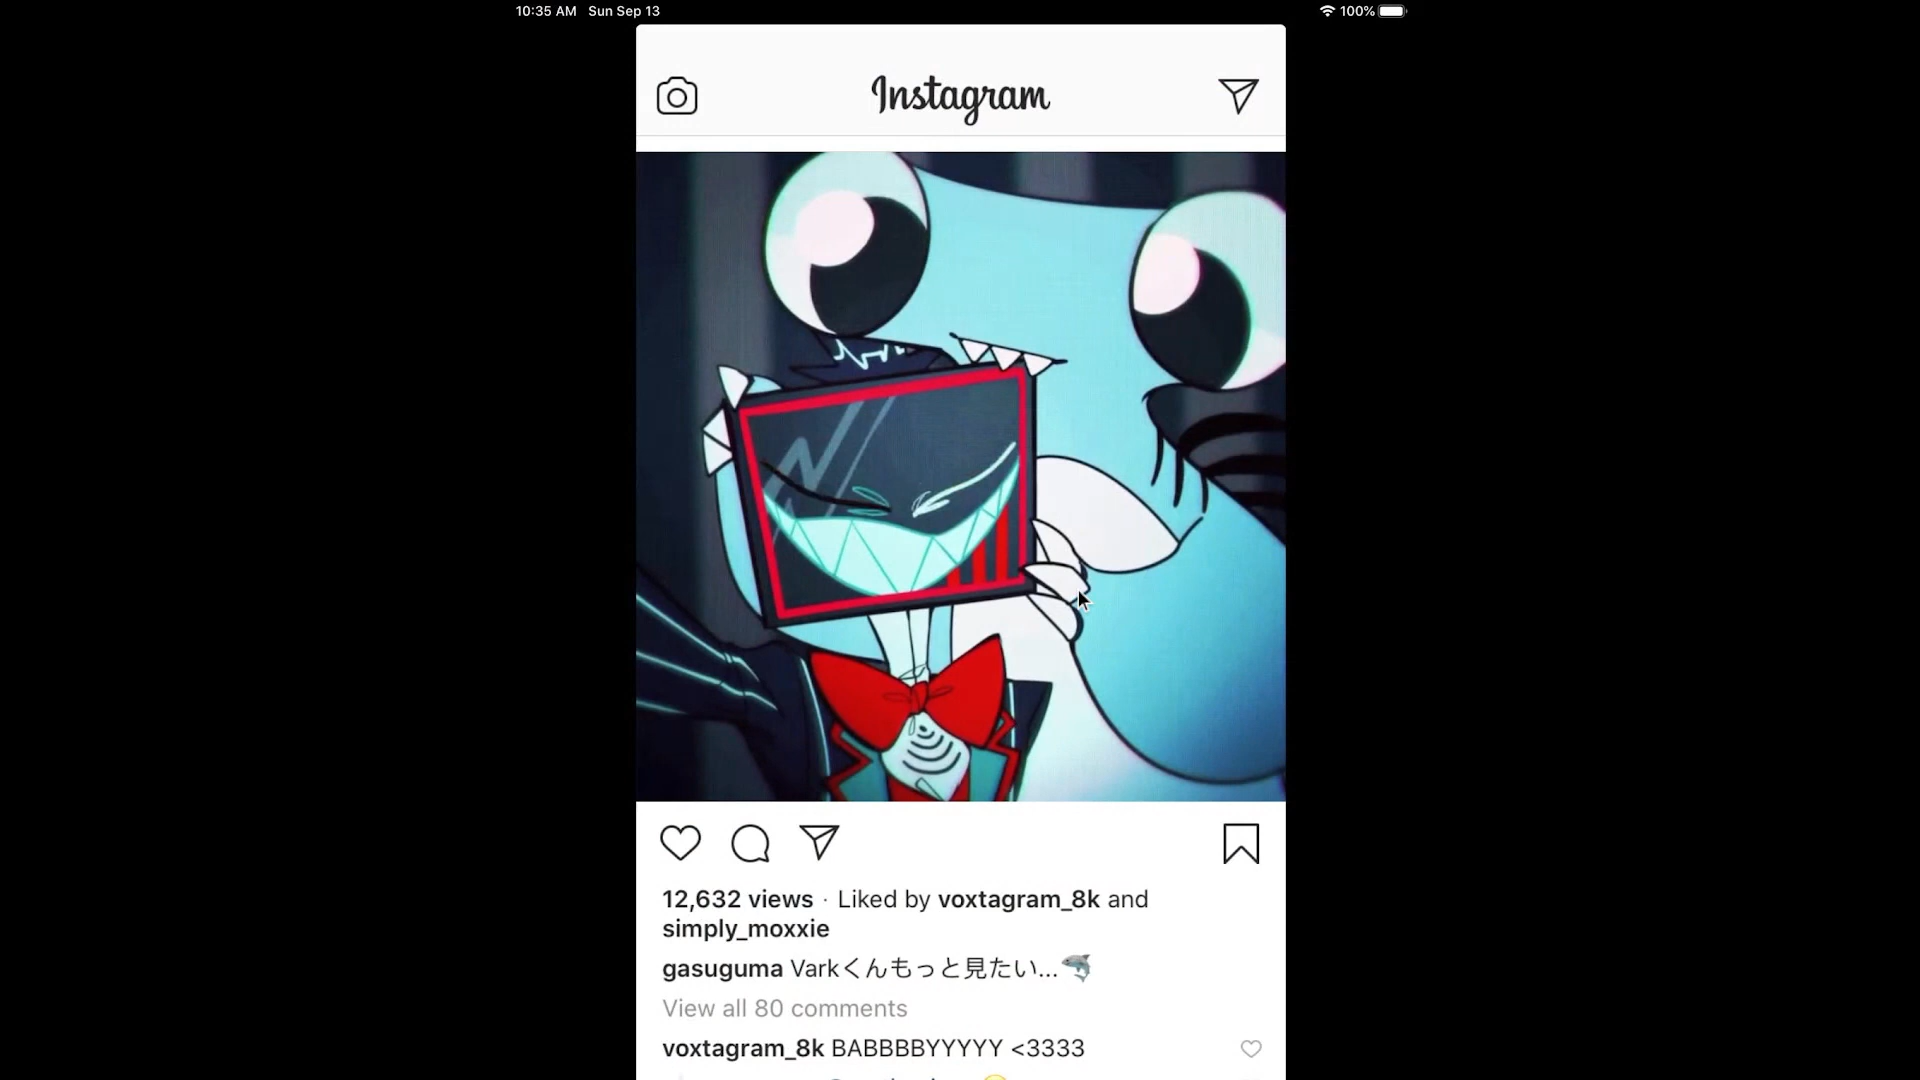 10:35 AM Sun Sep 13
100%
Instagram
12,632 views · Liked by voxtagram_8k and
simply_moxxie
gasuguma Varkくんもっと見たい...🦈
View all 80 comments
voxtagram_8k BABBBBYYYYY <3333